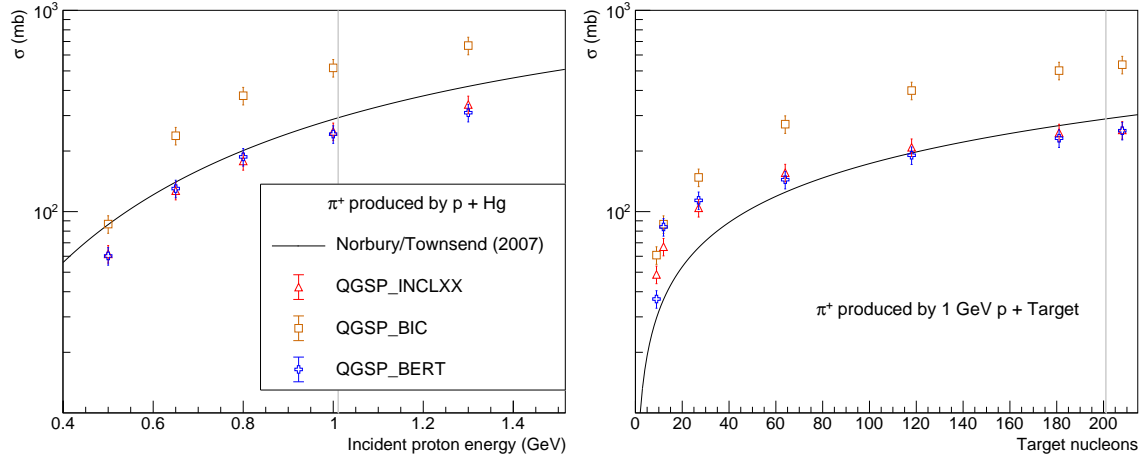 σ (mb)
10³
10²
0.4 0.6 0.8 1.0 1.2 1.4
Incident proton energy (GeV)
π⁺ produced by p + Hg
Norbury/Townsend (2007)
QGSP_INCLXX
QGSP_BIC
QGSP_BERT
σ (mb)
10³
10²
π⁺ produced by 1 GeV p + Target
0 20 40 60 80 100 120 140 160 180 200
Target nucleons